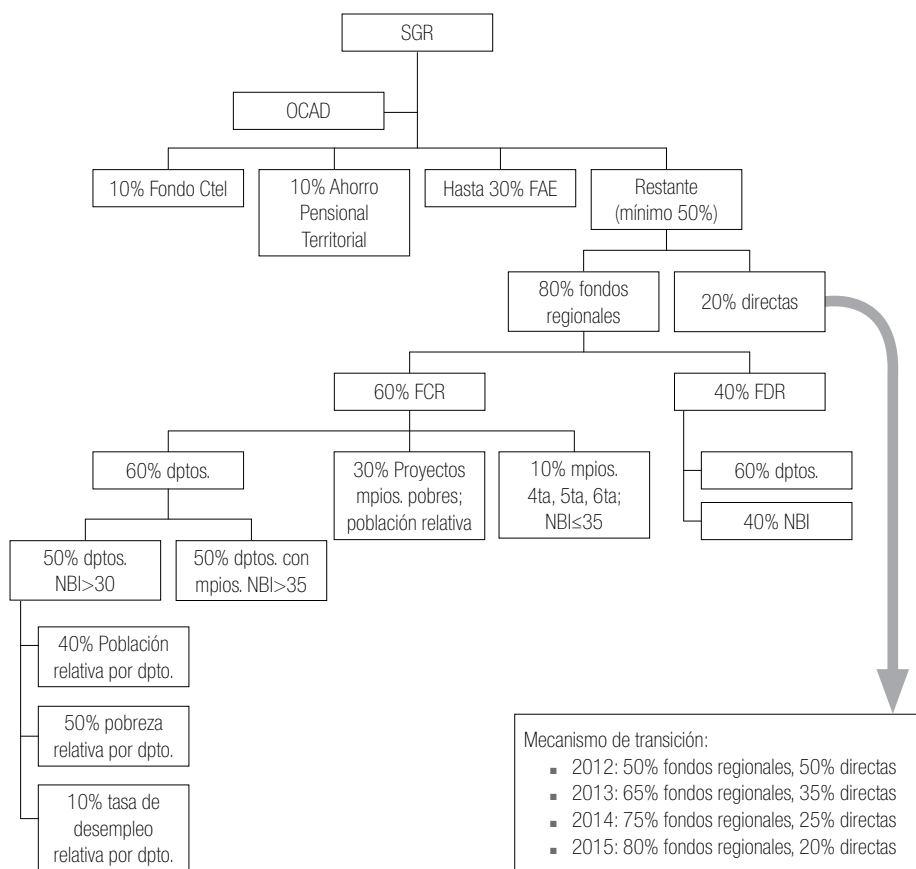 SGR
OCAD
10% Fondo Ctel
10% Ahorro
Pensional
Territorial
Hasta 30% FAE
Restante
(mínimo 50%)
80% fondos
regionales
20% directas
60% FCR
40% FDR
60% dptos.
30% Proyectos
mpios. pobres;
población relativa
10% mpios.
4ta, 5ta, 6ta;
NBI≤35
60% dptos.
40% NBI
50% dptos.
NBI>30
50% dptos. con
mpios. NBI>35
40% Población
relativa por dpto.
50% pobreza
relativa por dpto.
10% tasa de
desempleo
relativa por dpto.
Mecanismo de transición:
▪ 2012: 50% fondos regionales, 50% directas
▪ 2013: 65% fondos regionales, 35% directas
▪ 2014: 75% fondos regionales, 25% directas
▪ 2015: 80% fondos regionales, 20% directas